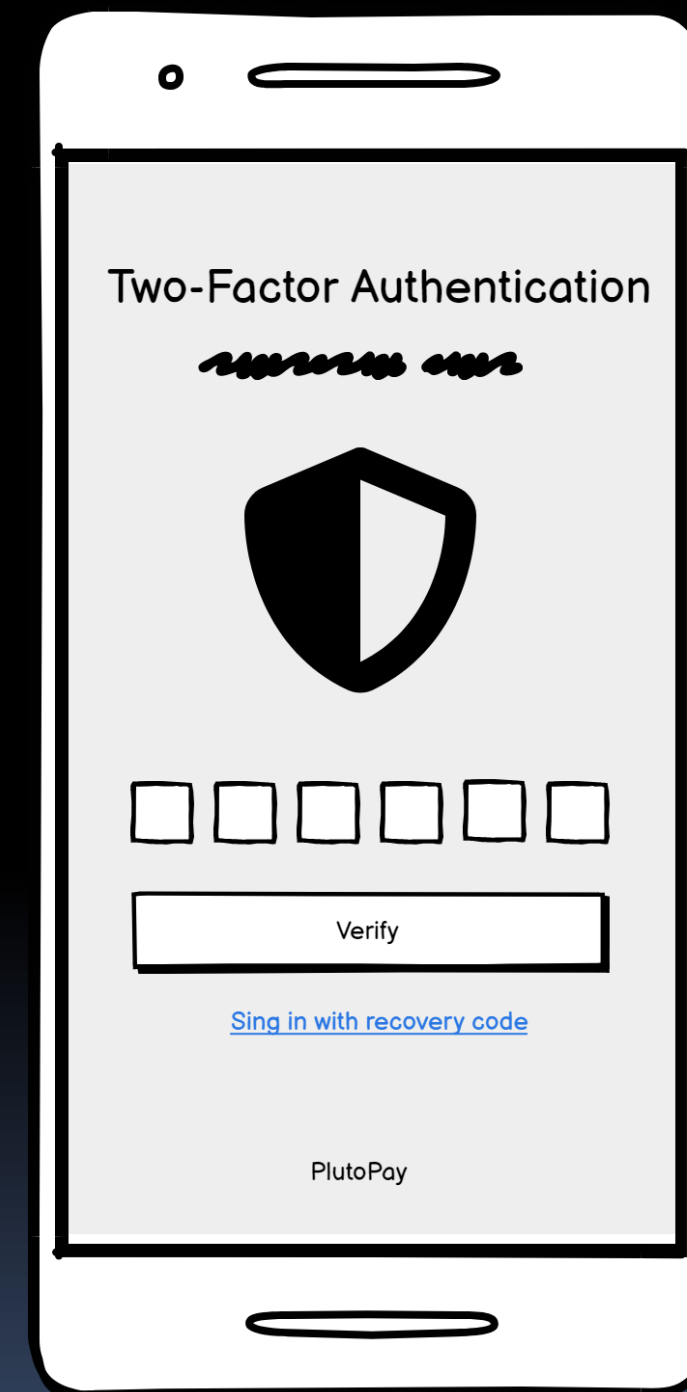 Two-Factor Authentication
Verify
Sing in with recovery code
PlutoPay